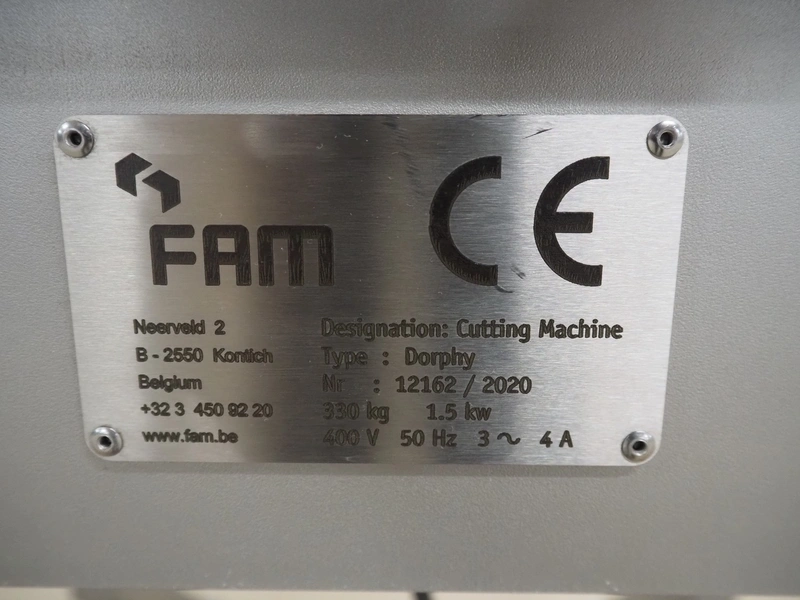 FAM
CE
Neerveld 2
B - 2550 Kontich
Belgium
+32 3 450 92 20
www.fam.be
Designation: Cutting Machine
Type : Dorphy
Nr : 12162 / 2020
330 kg 1.5 kw
400 V 50 Hz 3 ~ 4 A